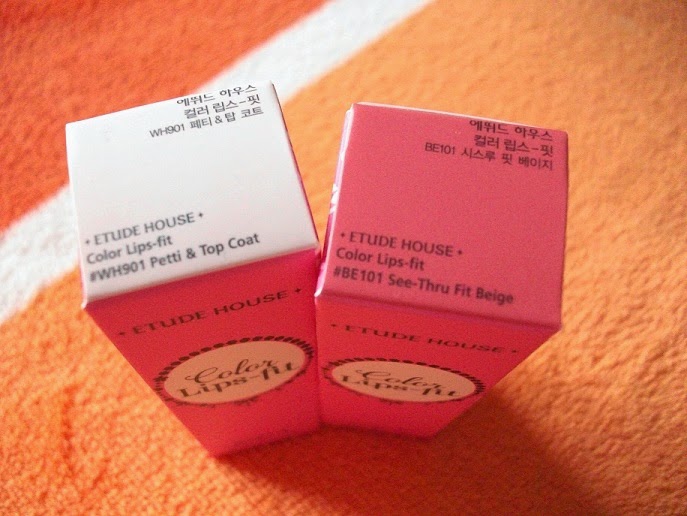 에뛰드 하우스
컬러 립스-핏
WH901 페티 & 탑 코트
• ETUDE HOUSE •
Color Lips-fit
#WH901 Petti & Top Coat
• ETUDE HOUSE •
Color
Lips-fit
에뛰드 하우스
컬러 립스-핏
BE101 시스루 핏 베이지
• ETUDE HOUSE •
Color Lips-fit
#BE101 See-Thru Fit Beige
• ETUDE HOUSE •
Color
Lips-fit